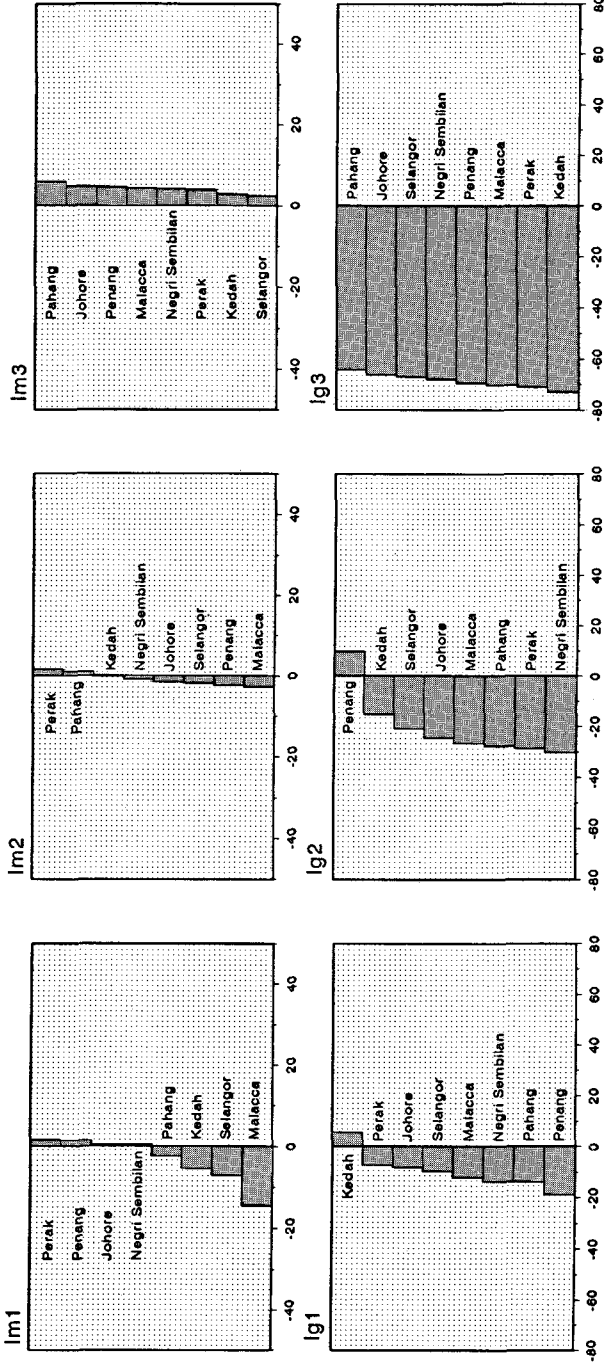 Im1
Perak
Penang
Johore
Negri Sembilan
Pahang
Kedah
Selangor
Malacca
-40 -20 0 20 40
Im2
Perak
Pahang
Kedah
Negri Sembilan
Johore
Selangor
Penang
Malacca
-40 -20 0 20 40
Im3
Pahang
Johore
Penang
Malacca
Negri Sembilan
Perak
Kedah
Selangor
-40 -20 0 20 40
Ig1
Kedah
Perak
Johore
Selangor
Malacca
Negri Sembilan
Pahang
Penang
-80 -60 -40 -20 0 20 40 60 80
Ig2
Penang
Kedah
Selangor
Johore
Malacca
Pahang
Perak
Negri Sembilan
-80 -60 -40 -20 0 20 40 60 80
Ig3
Pahang
Johore
Selangor
Negri Sembilan
Penang
Malacca
Perak
Kedah
-80 -60 -40 -20 0 20 40 60 80